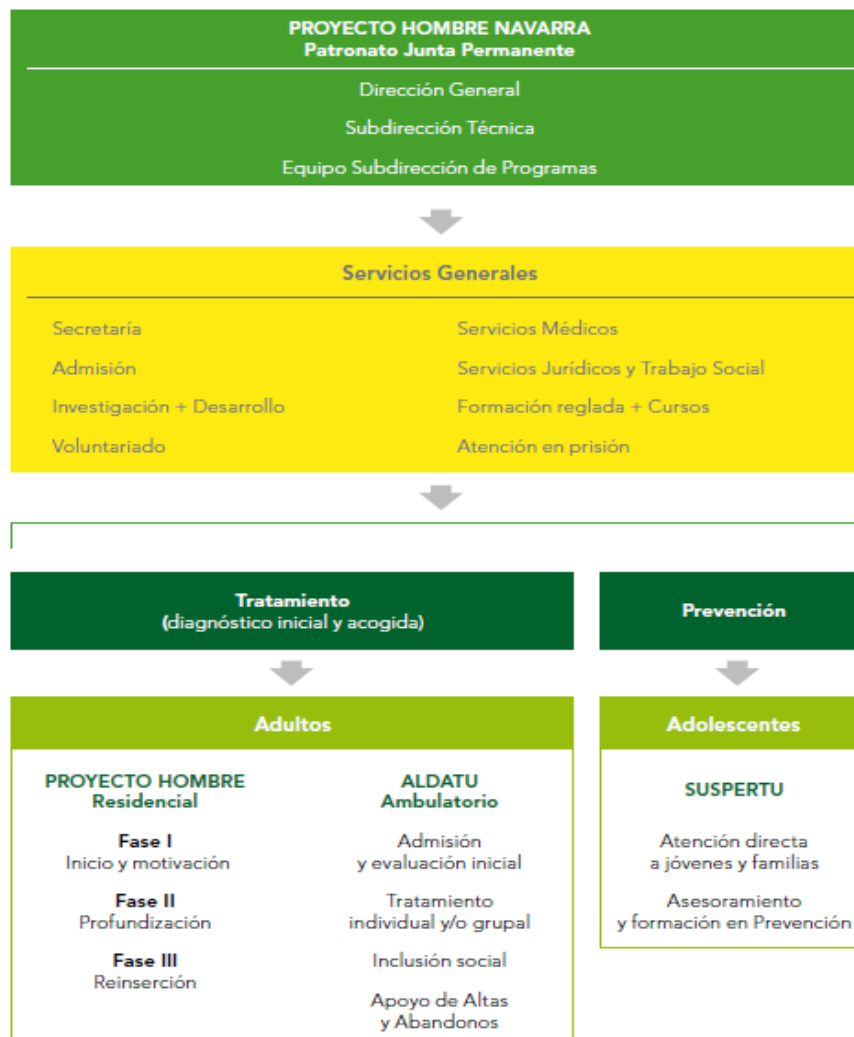 PROYECTO HOMBRE NAVARRA
Patronato Junta Permanente
Dirección General
Subdirección Técnica
Equipo Subdirección de Programas
Servicios Generales
Secretaría
Admisión
Investigación + Desarrollo
Voluntariado
Servicios Médicos
Servicios Jurídicos y Trabajo Social
Formación reglada + Cursos
Atención en prisión
Tratamiento
(diagnóstico inicial y acogida)
Adultos
PROYECTO HOMBRE
Residencial
Fase I
Inicio y motivación
Fase II
Profundización
Fase III
Reinserción
ALDATU
Ambulatorio
Admisión
y evaluación inicial
Tratamiento
individual y/o grupal
Inclusión social
Apoyo de Altas
y Abandonos
Prevención
Adolescentes
SUSPERTU
Atención directa
a jóvenes y familias
Asesoramiento
y formación en Prevención